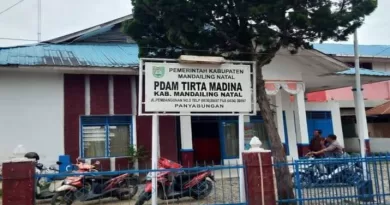 PEMERINTAH KABUPATEN
MANDAILING NATAL
PDAM TIRTA MADINA
KAB. MANDAILING NATAL
PANYABUNGAN